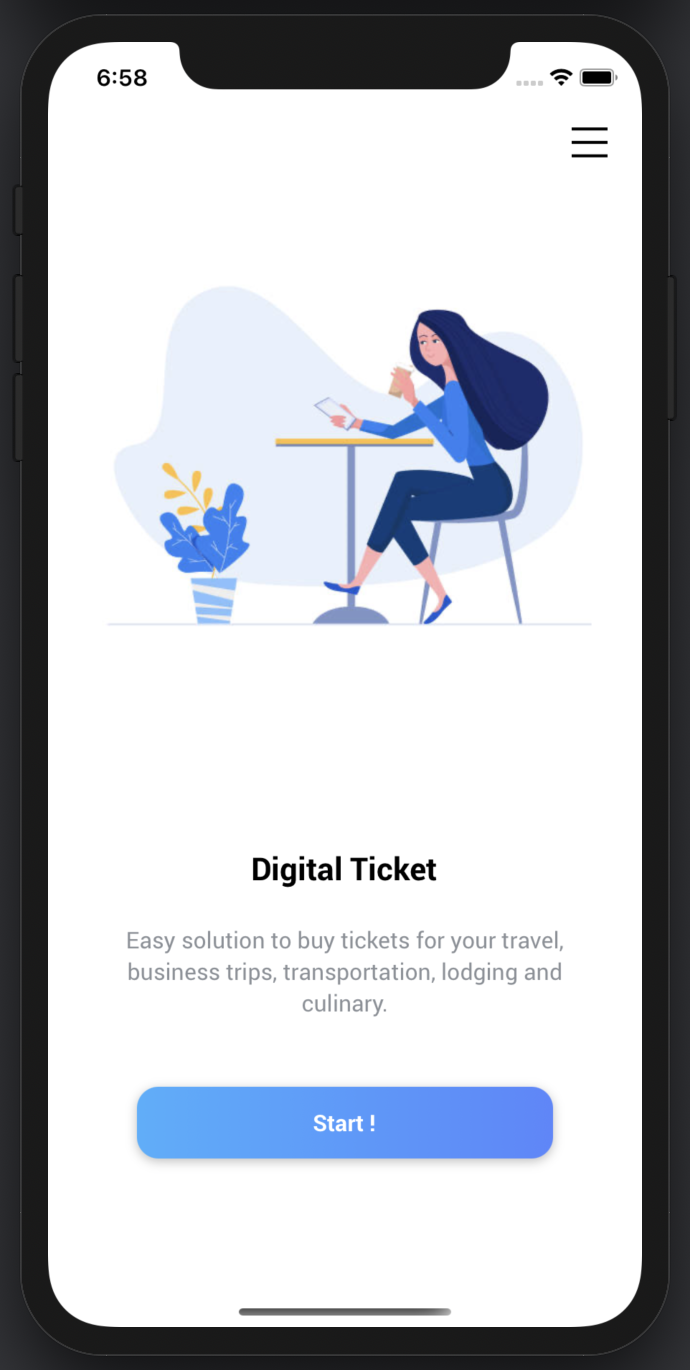 6:58
Digital Ticket
Easy solution to buy tickets for your travel,
business trips, transportation, lodging and
culinary.
Start !